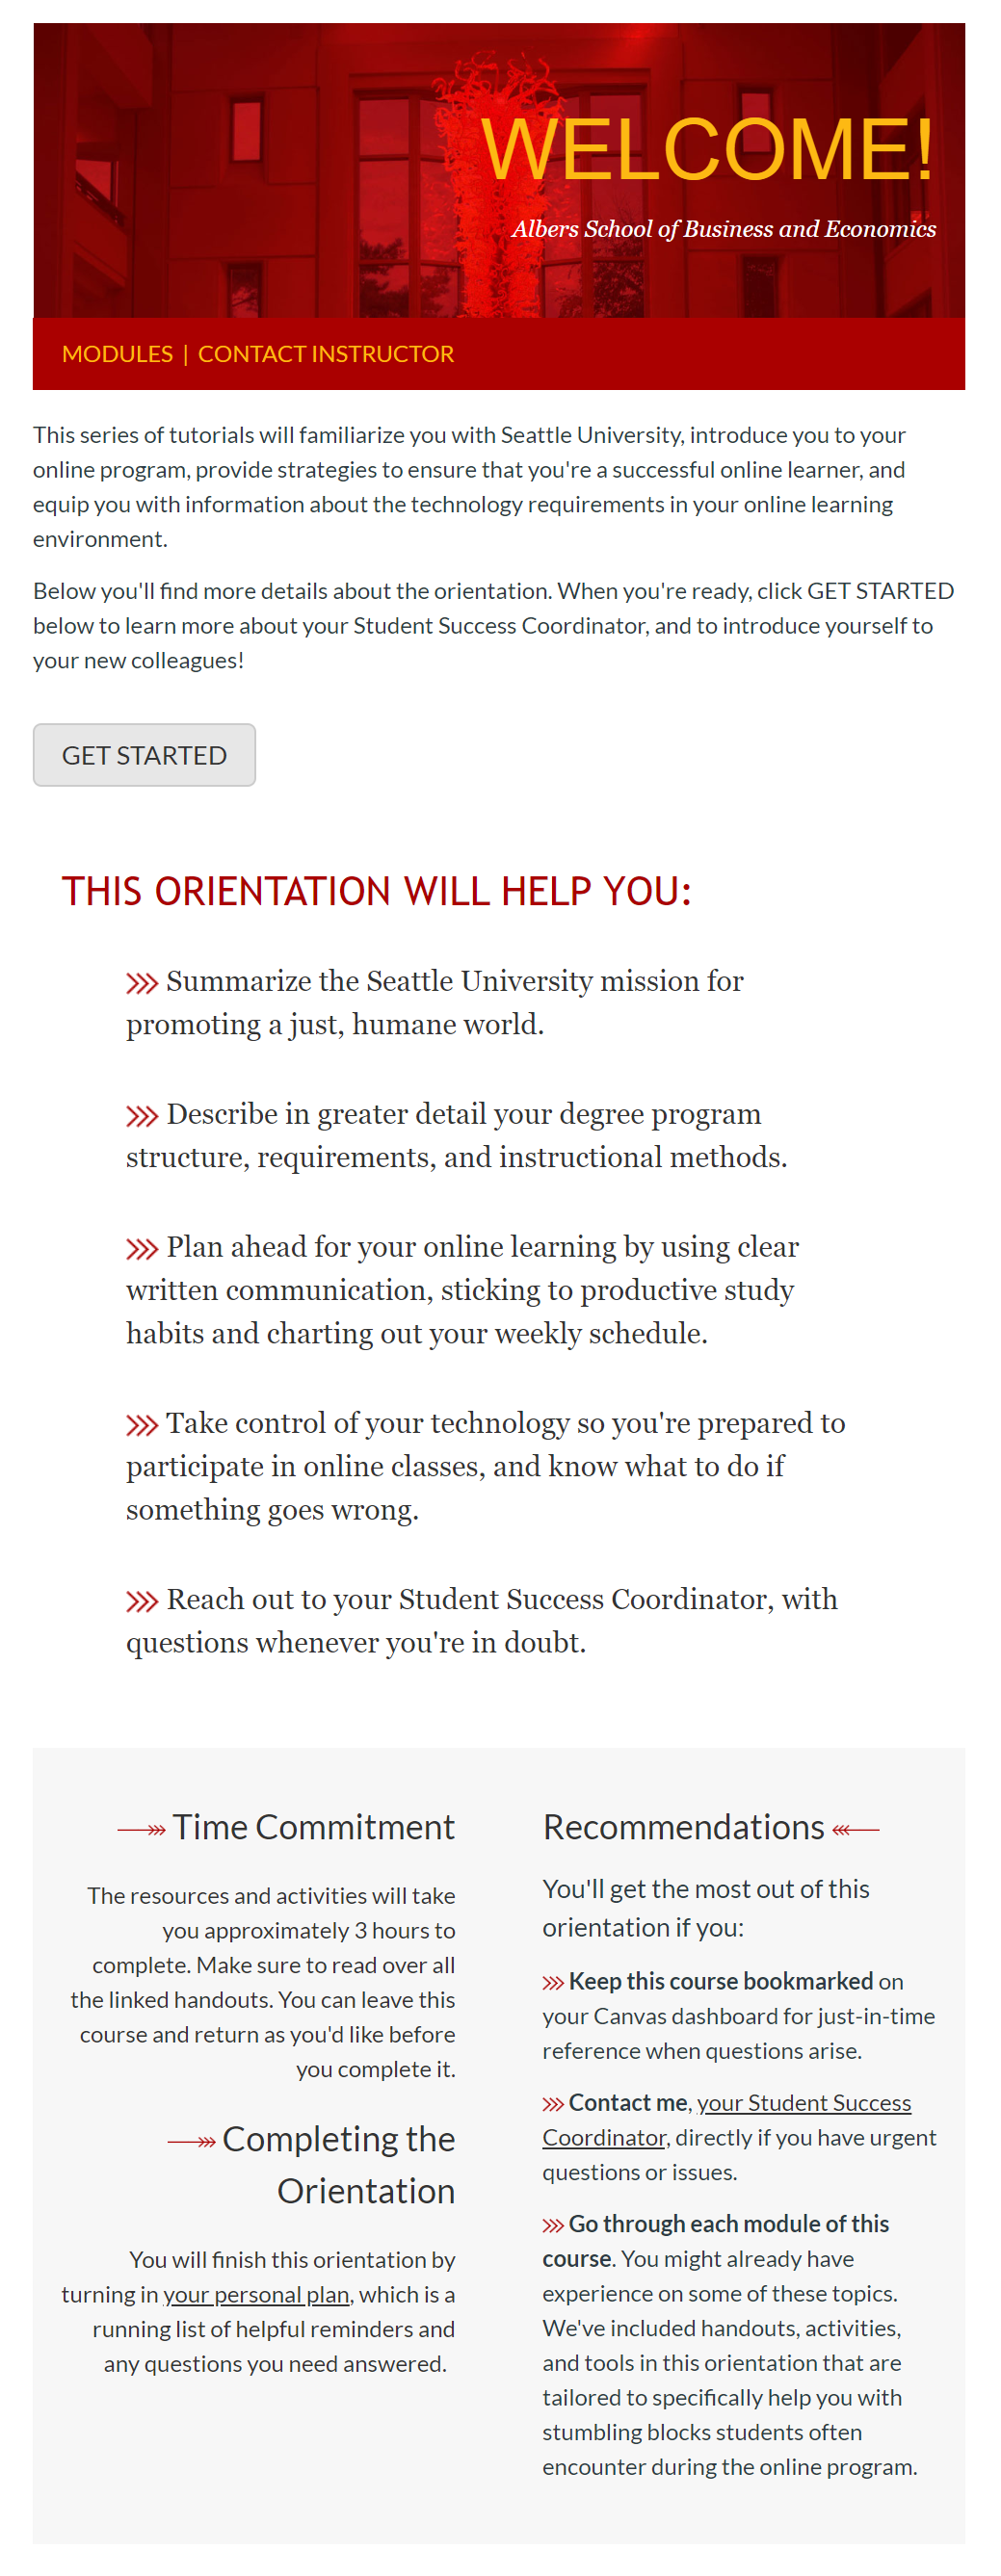 WELCOME!
Albers School of Business and Economics
MODULES | CONTACT INSTRUCTOR
This series of tutorials will familiarize you with Seattle University, introduce you to your
online program, provide strategies to ensure that you're a successful online learner, and
equip you with information about the technology requirements in your online learning
environment.
Below you'll find more details about the orientation. When you're ready, click GET STARTED
below to learn more about your Student Success Coordinator, and to introduce yourself to
your new colleagues!
GET STARTED
THIS ORIENTATION WILL HELP YOU:
Summarize the Seattle University mission for
promoting a just, humane world.
Describe in greater detail your degree program
structure, requirements, and instructional methods.
Plan ahead for your online learning by using clear
written communication, sticking to productive study
habits and charting out your weekly schedule.
Take control of your technology so you're prepared to
participate in online classes, and know what to do if
something goes wrong.
Reach out to your Student Success Coordinator, with
questions whenever you're in doubt.
Time Commitment
The resources and activities will take
you approximately 3 hours to
complete. Make sure to read over all
the linked handouts. You can leave this
course and return as you'd like before
you complete it.
Completing the
Orientation
You will finish this orientation by
turning in your personal plan, which is a
running list of helpful reminders and
any questions you need answered.
Recommendations
You'll get the most out of this
orientation if you:
Keep this course bookmarked on
your Canvas dashboard for just-in-time
reference when questions arise.
Contact me, your Student Success
Coordinator, directly if you have urgent
questions or issues.
Go through each module of this
course. You might already have
experience on some of these topics.
We've included handouts, activities,
and tools in this orientation that are
tailored to specifically help you with
stumbling blocks students often
encounter during the online program.